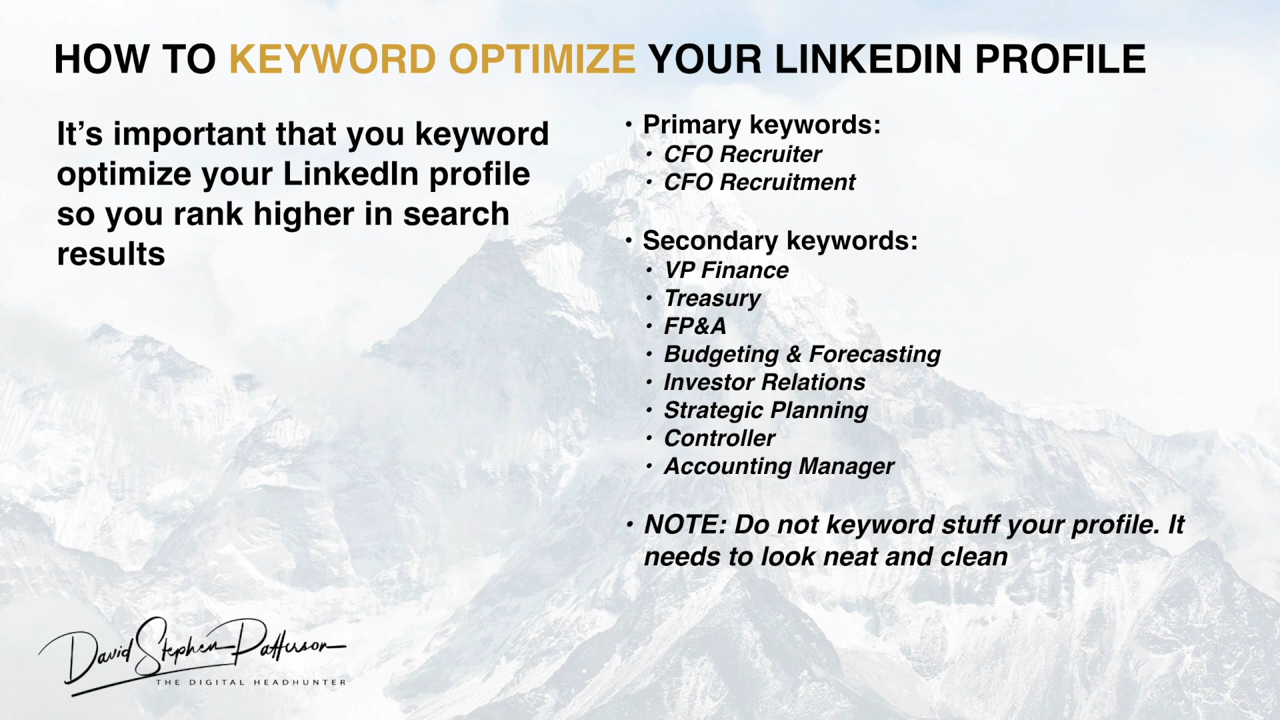 HOW TO KEYWORD OPTIMIZE YOUR LINKEDIN PROFILE
It's important that you keyword
optimize your LinkedIn profile
so you rank higher in search
results
• Primary keywords:
• CFO Recruiter
• CFO Recruitment
• Secondary keywords:
• VP Finance
• Treasury
• FP&A
• Budgeting & Forecasting
• Investor Relations
• Strategic Planning
• Controller
• Accounting Manager
• NOTE: Do not keyword stuff your profile. It
needs to look neat and clean
David Stephen Patterson
THE DIGITAL HEADHUNTER